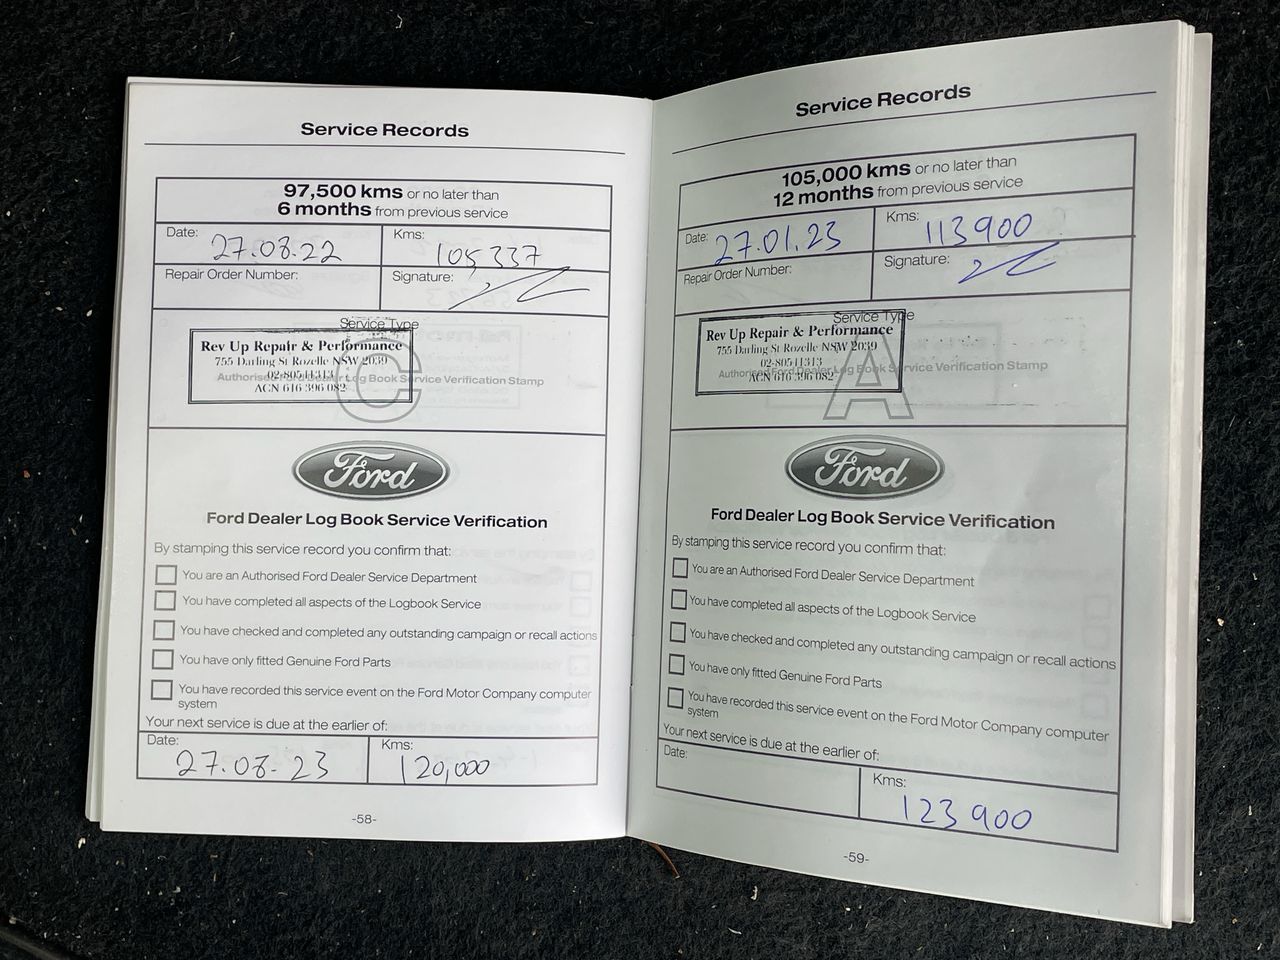 Service Records
97,500 kms or no later than
6 months from previous service
Date: 27.08.22 Kms: 105337
Repair Order Number: Signature:
Service Type
Rev Up Repair & Performance
755 Darling St Rozelle NSW 2039
02-80541313
ACN 616 396 082
Authorised Ford Dealer Log Book Service Verification Stamp
C
Ford
Ford Dealer Log Book Service Verification
By stamping this service record you confirm that:
You are an Authorised Ford Dealer Service Department
You have completed all aspects of the Logbook Service
You have checked and completed any outstanding campaign or recall actions
You have only fitted Genuine Ford Parts
You have recorded this service event on the Ford Motor Company computer
system
Your next service is due at the earlier of:
Date: 27.08.23 Kms: 120,000
-58-
Service Records
105,000 kms or no later than
12 months from previous service
Date: 27.01.23 Kms: 113900
Repair Order Number: Signature:
Service Type
Rev Up Repair & Performance
755 Darling St Rozelle NSW 2039
02-80541313
ACN 616 396 082
Authorised Ford Dealer Log Book Service Verification Stamp
A
Ford
Ford Dealer Log Book Service Verification
By stamping this service record you confirm that:
You are an Authorised Ford Dealer Service Department
You have completed all aspects of the Logbook Service
You have checked and completed any outstanding campaign or recall actions
You have only fitted Genuine Ford Parts
You have recorded this service event on the Ford Motor Company computer
system
Your next service is due at the earlier of:
Date: Kms: 123900
-59-